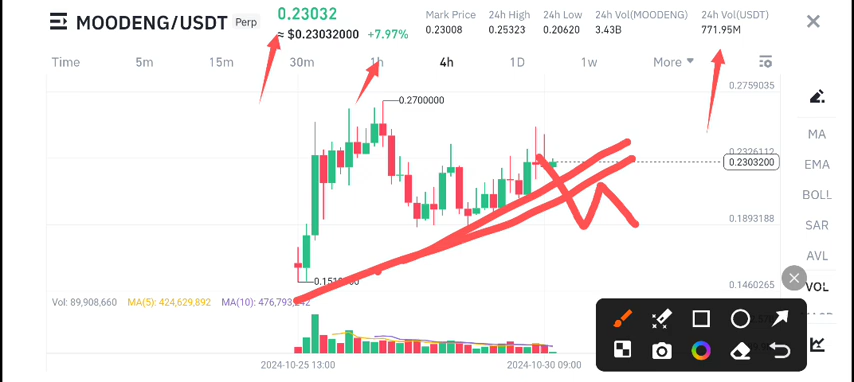 MOODENG/USDT Perp
0.23032
≈ $0.23032000 +7.97%
Mark Price 24h High 24h Low 24h Vol(MOODENG) 24h Vol(USDT)
0.23008 0.25323 0.20620 3.43B 771.95M
Time 5m 15m 30m 1h 4h 1D 1w More
0.2759035
0.2700000
0.2326112
0.2303200
0.1893188
0.1460265
MA
EMA
BOLL
SAR
AVL
VOL
Vol: 89,908,660 MA(5): 424,629,892 MA(10):
2024-10-25 13:00 2024-10-30 09:00